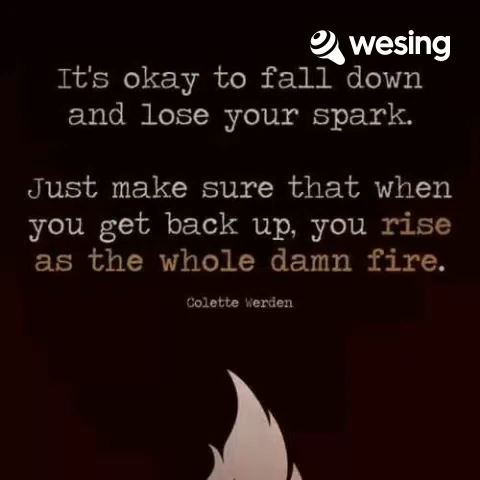 wesing
It's okay to fall down
and lose your spark.
Just make sure that when
you get back up, you rise
as the whole damn fire.
Colette Werden